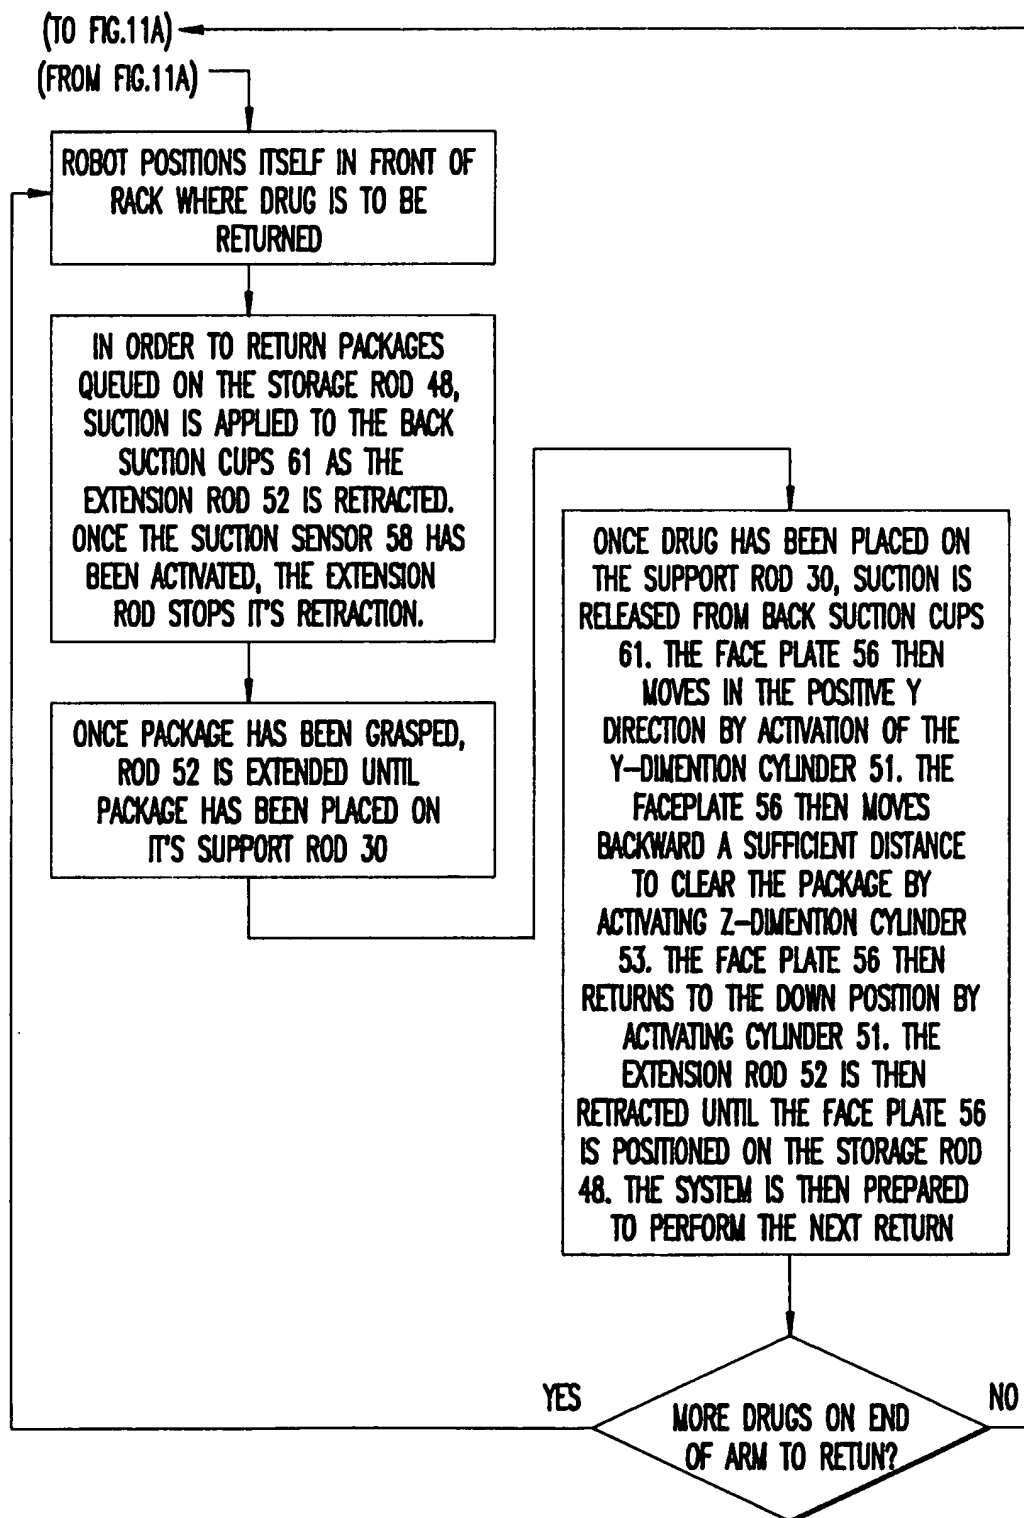 (TO FIG.11A)
(FROM FIG.11A)
ROBOT POSITIONS ITSELF IN FRONT OF
RACK WHERE DRUG IS TO BE
RETURNED
IN ORDER TO RETURN PACKAGES
QUEUED ON THE STORAGE ROD 48,
SUCTION IS APPLIED TO THE BACK
SUCTION CUPS 61 AS THE
EXTENSION ROD 52 IS RETRACTED.
ONCE THE SUCTION SENSOR 58 HAS
BEEN ACTIVATED, THE EXTENSION
ROD STOPS IT'S RETRACTION.
ONCE PACKAGE HAS BEEN GRASPED,
ROD 52 IS EXTENDED UNTIL
PACKAGE HAS BEEN PLACED ON
IT'S SUPPORT ROD 30
ONCE DRUG HAS BEEN PLACED ON
THE SUPPORT ROD 30, SUCTION IS
RELEASED FROM BACK SUCTION CUPS
61. THE FACE PLATE 56 THEN
MOVES IN THE POSITIVE Y
DIRECTION BY ACTIVATION OF THE
Y-DIMENTION CYLINDER 51. THE
FACEPLATE 56 THEN MOVES
BACKWARD A SUFFICIENT DISTANCE
TO CLEAR THE PACKAGE BY
ACTIVATING Z-DIMENTION CYLINDER
53. THE FACE PLATE 56 THEN
RETURNS TO THE DOWN POSITION BY
ACTIVATING CYLINDER 51. THE
EXTENSION ROD 52 IS THEN
RETRACTED UNTIL THE FACE PLATE 56
IS POSITIONED ON THE STORAGE ROD
48. THE SYSTEM IS THEN PREPARED
TO PERFORM THE NEXT RETURN
YES
NO
MORE DRUGS ON END
OF ARM TO RETUN?